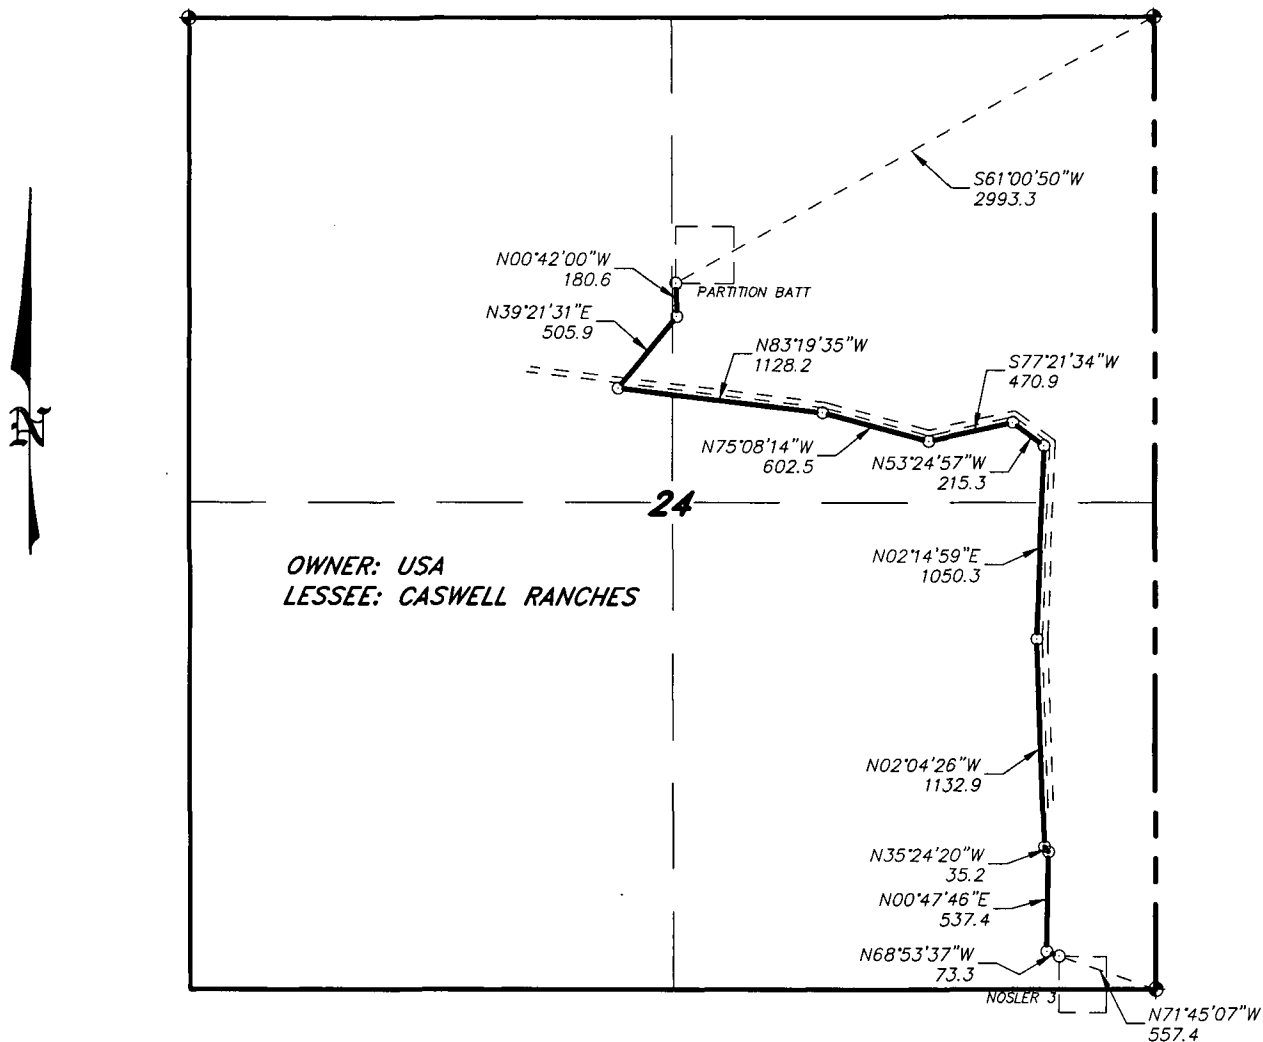 S61°00'50"W
2993.3
N00°42'00"W
180.6
PARTITION BATT
N39°21'31"E
505.9
N83°19'35"W
1128.2
S77°21'34"W
470.9
N75°08'14"W
602.5
N53°24'57"W
215.3
N
24
OWNER: USA
LESSEE: CASWELL RANCHES
N02°14'59"E
1050.3
N02°04'26"W
1132.9
N35°24'20"W
35.2
N00°47'46"E
537.4
N68°53'37"W
73.3
NOSLER 3
N71°45'07"W
557.4